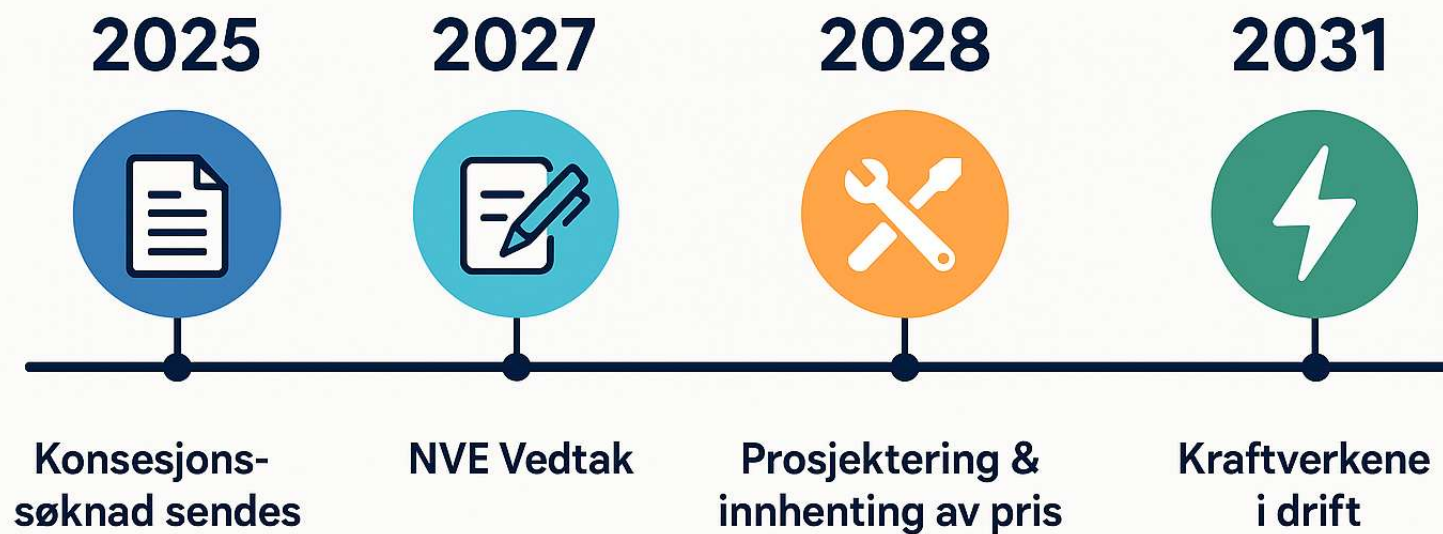 2025
2027
2028
2031
Konsesjons-
søknad sendes
NVE Vedtak
Prosjektering &
innhenting av pris
Kraftverkene
i drift